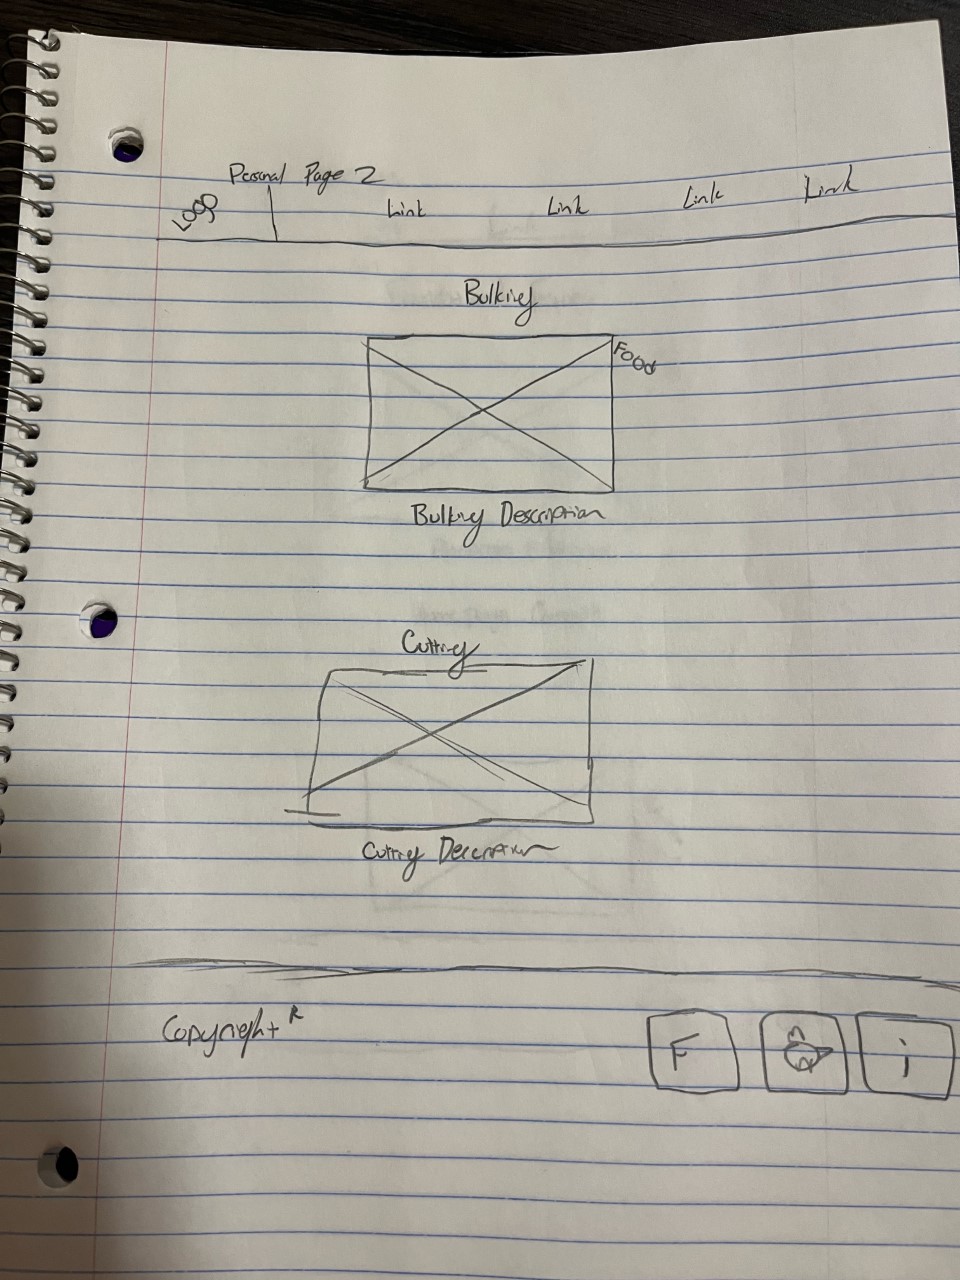 Personal Page 2
Logo Link Link Link Link
Bulking
Food
Bulking Description
Cutting
Cutting Description
Copyright R
F i